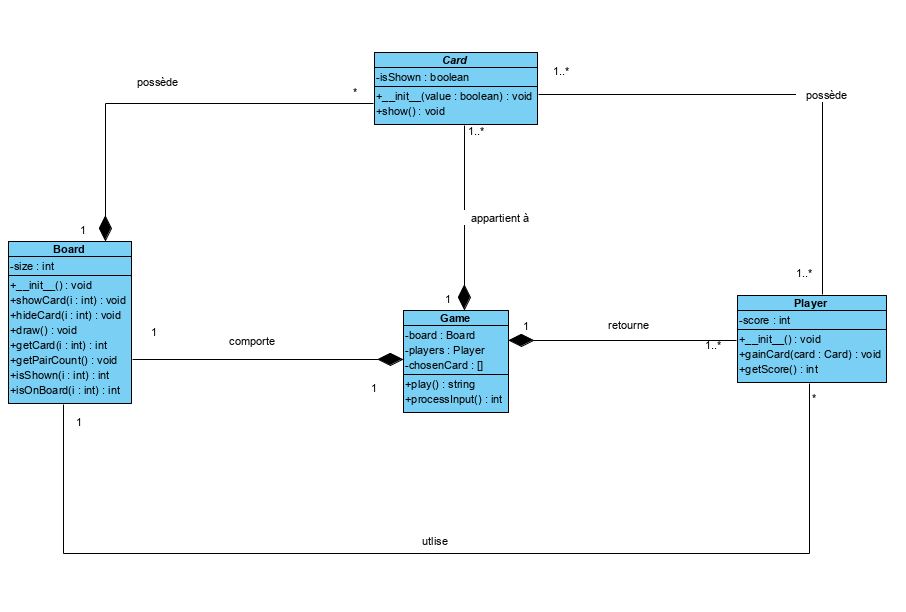 Card
-isShown : boolean
+__init__(value : boolean) : void
+show() : void
1..*
possède
*
possède
1..*
appartient à
1
1
Board
-size : int
+__init__() : void
+showCard(i : int) : void
+hideCard(i : int) : void
+draw() : void
+getCard(i : int) : int
+getPairCount() : void
+isShown(i : int) : int
+isOnBoard(i : int) : int
1
comporte
1
Game
-board : Board
-players : Player
-chosenCard : []
+play() : string
+processInput() : int
1
retourne
1..*
1..*
Player
-score : int
+__init__() : void
+gainCard(card : Card) : void
+getScore() : int
*
1
utlise